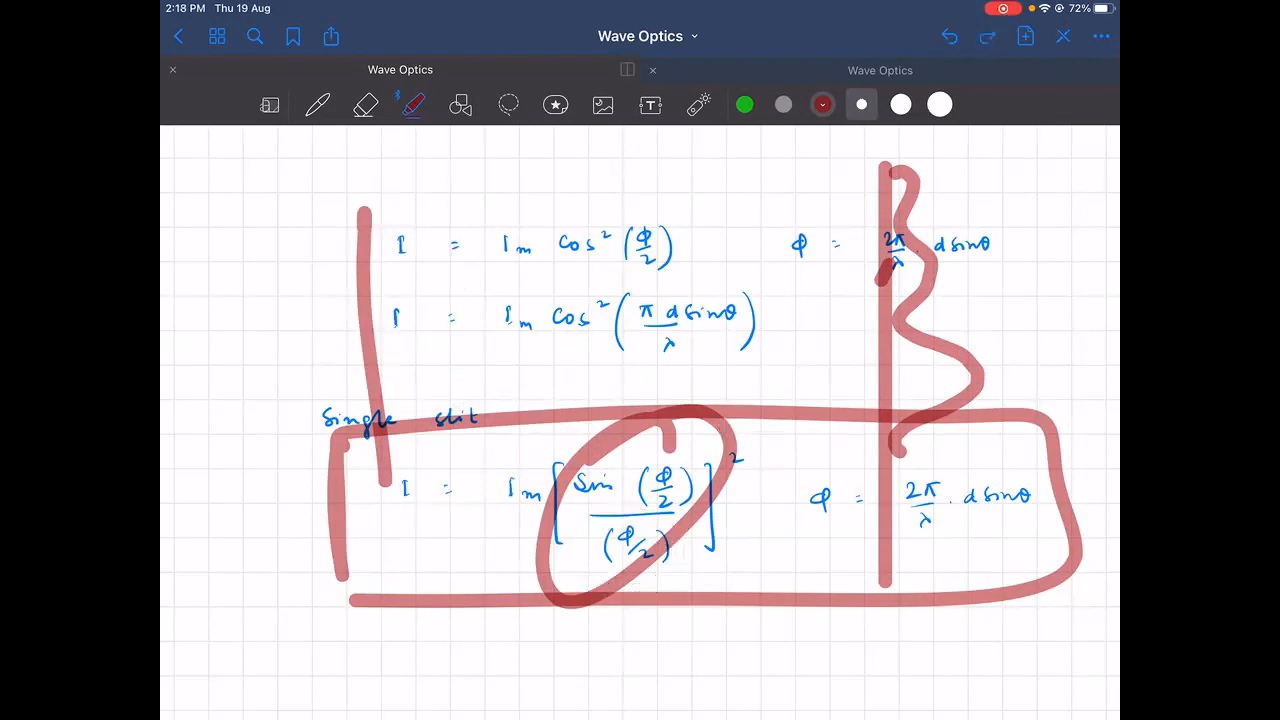 2:18 PM Thu 19 Aug 72%
Wave Optics
Wave Optics Wave Optics
I = Im Cos² (Φ/2) Φ = 2π/λ . d sinθ
I = Im Cos² (π d sinθ/λ)
Single slit
I = Im [Sin (Φ/2)/(Φ/2)]² Φ = 2π/λ . d sinθ